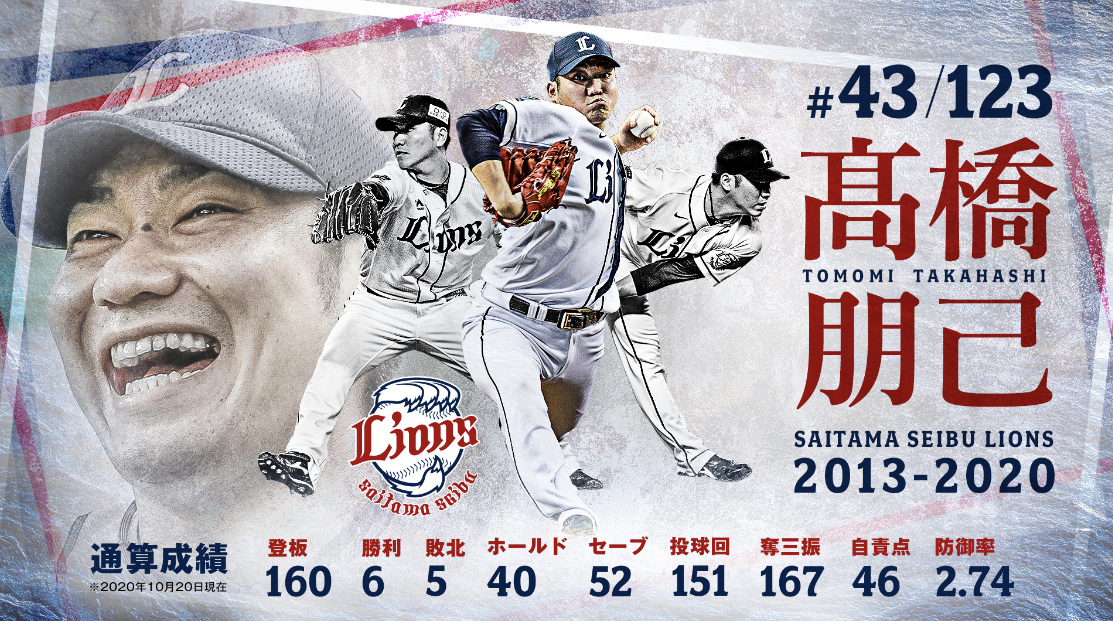 #43/123
髙橋
TOMOMI TAKAHASHI
朋己
SAITAMA SEIBU LIONS
2013-2020
L
Lions
Lions
Lions
saitama seibu
通算成績
※2020年10月20日現在
登板 勝利 敗北 ホールド セーブ 投球回 奪三振 自責点 防御率
160 6 5 40 52 151 167 46 2.74